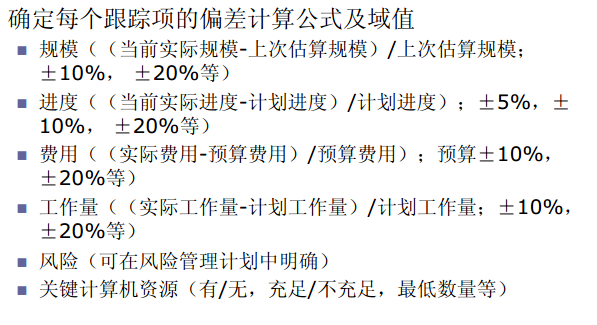 确定每个跟踪项的偏差计算公式及域值
■ 规模（（当前实际规模-上次估算规模）/上次估算规模；
±10%， ±20%等）
■ 进度（（当前实际进度-计划进度）/计划进度）；±5%，±
10%， ±20%等）
■ 费用（（实际费用-预算费用）/预算费用）；预算±10%，
±20%等）
■ 工作量（（实际工作量-计划工作量）/计划工作量；±10%，
±20%等）
■ 风险（可在风险管理计划中明确）
■ 关键计算机资源（有/无，充足/不充足，最低数量等）